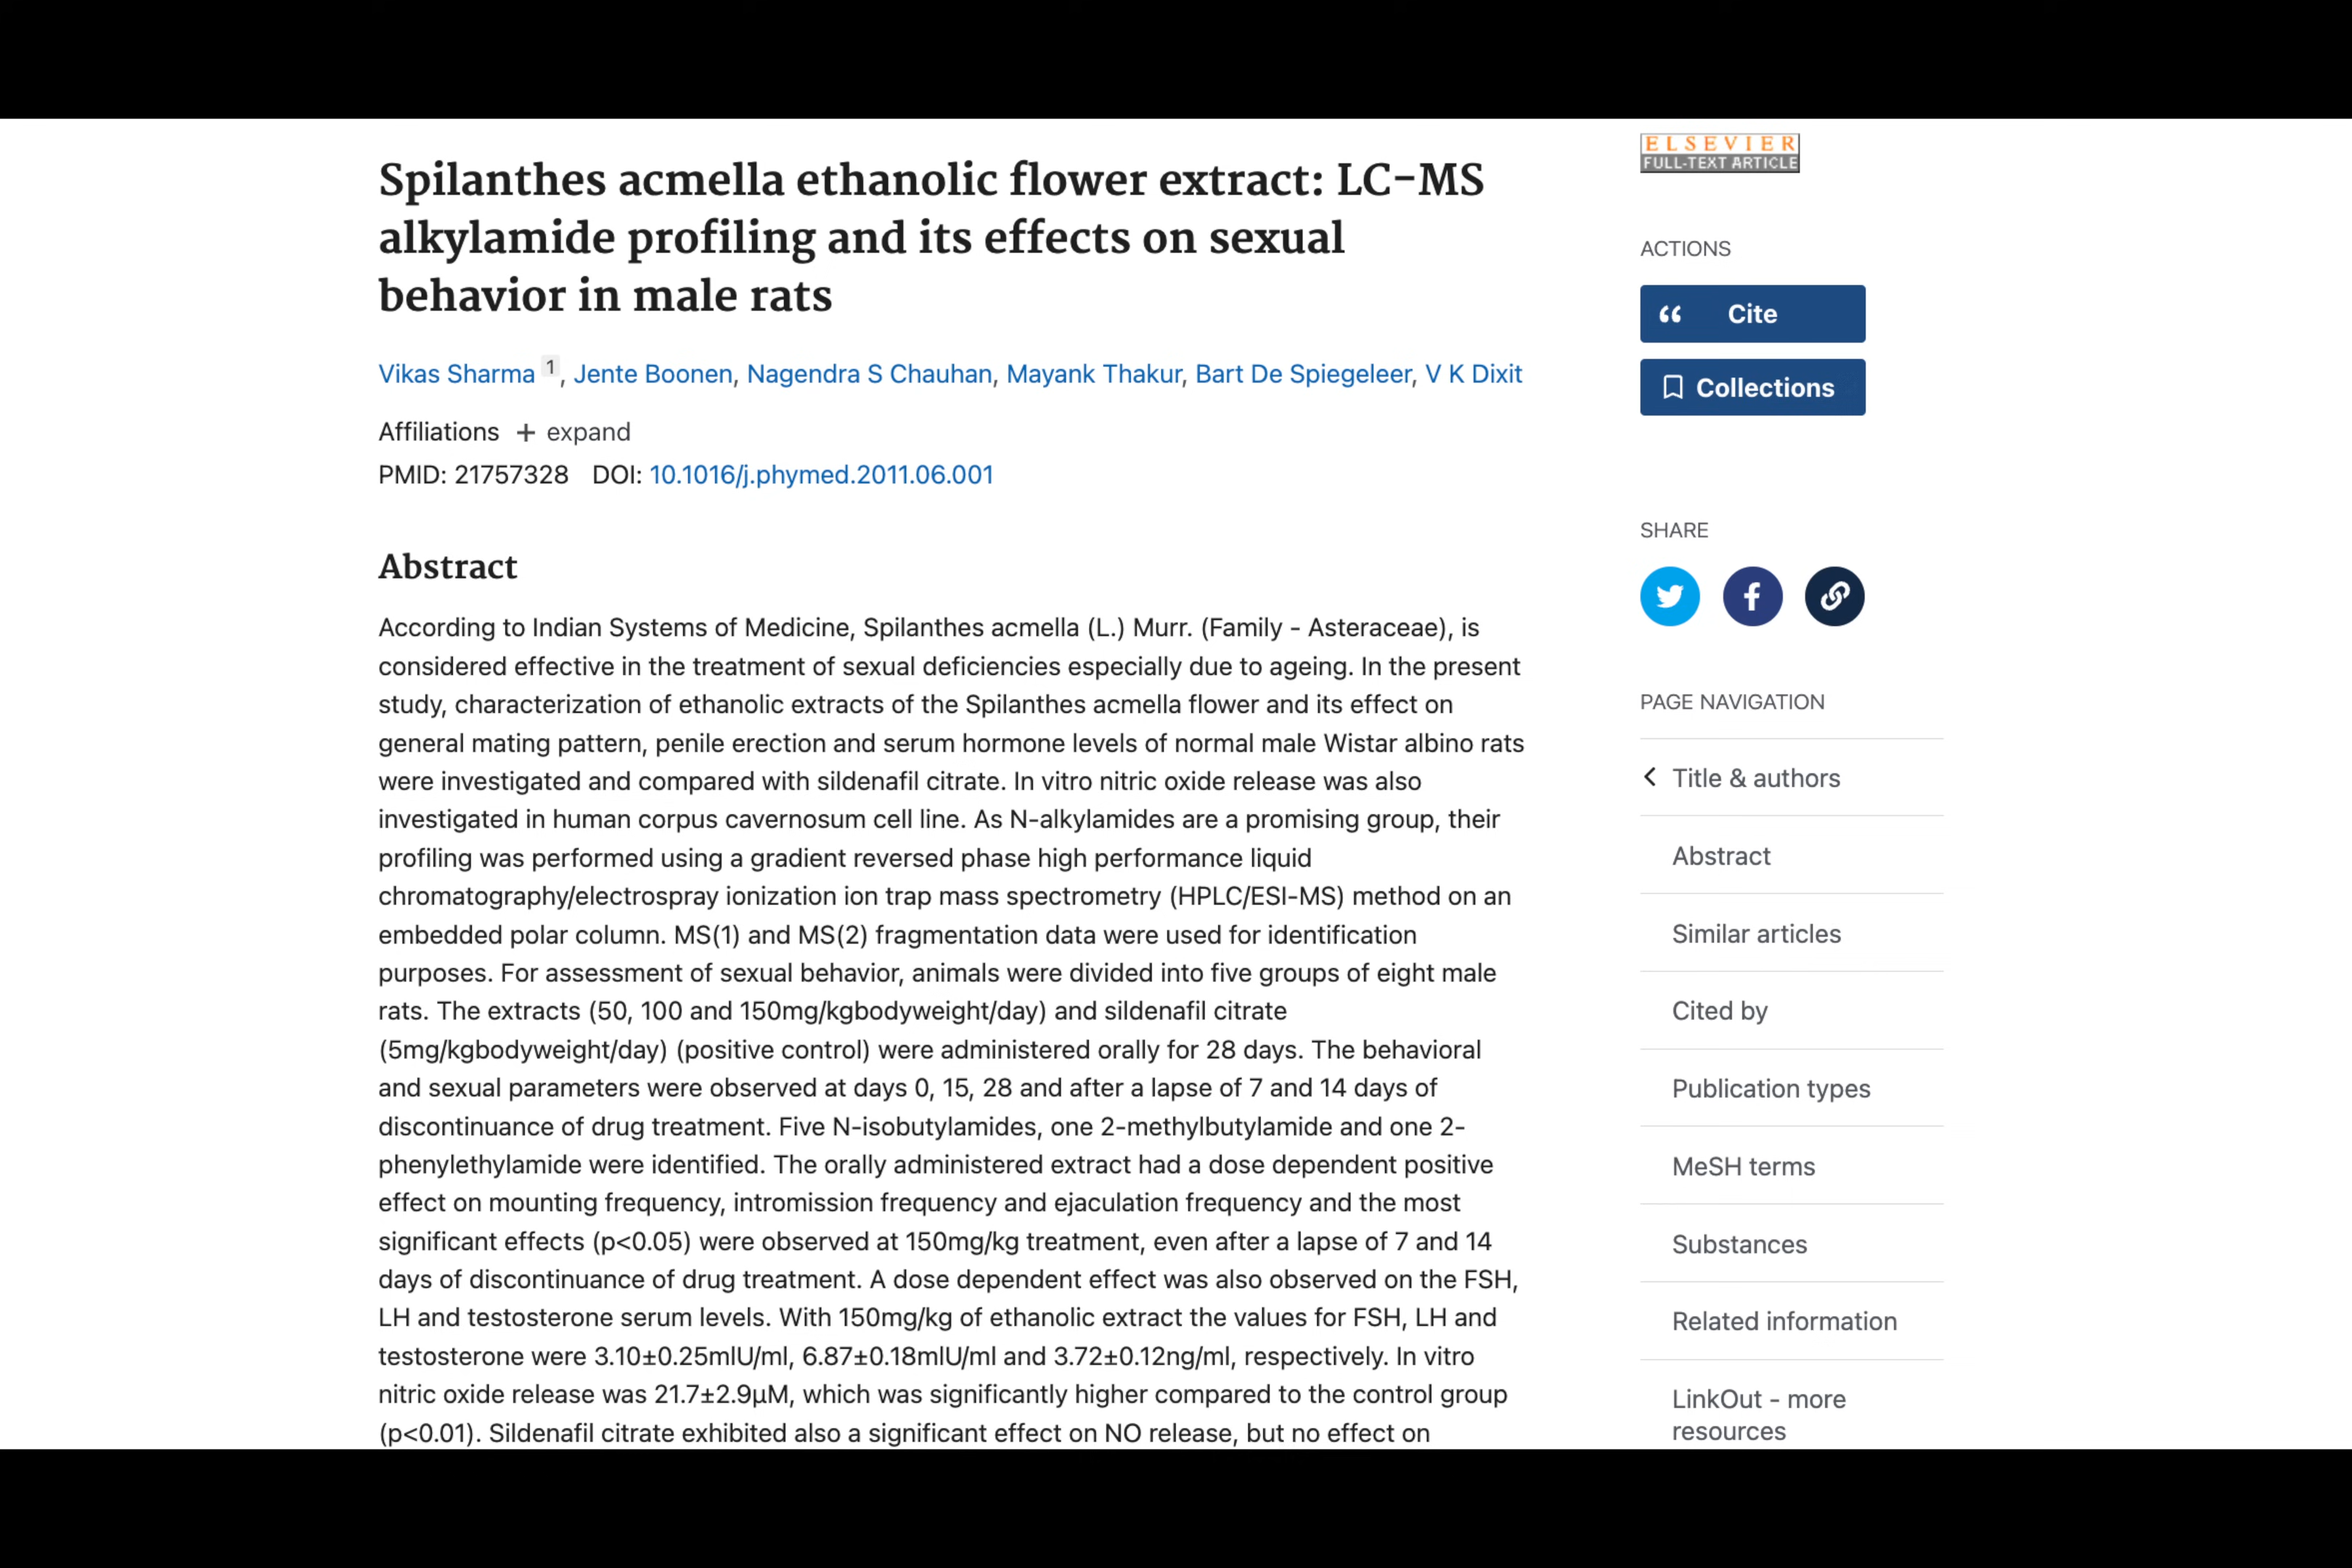 Spilanthes acmella ethanolic flower extract: LC-MS
alkylamide profiling and its effects on sexual
behavior in male rats
Vikas Sharma 1, Jente Boonen, Nagendra S Chauhan, Mayank Thakur, Bart De Spiegeleer, V K Dixit
Affiliations + expand
PMID: 21757328 DOI: 10.1016/j.phymed.2011.06.001
Abstract
According to Indian Systems of Medicine, Spilanthes acmella (L.) Murr. (Family - Asteraceae), is
considered effective in the treatment of sexual deficiencies especially due to ageing. In the present
study, characterization of ethanolic extracts of the Spilanthes acmella flower and its effect on
general mating pattern, penile erection and serum hormone levels of normal male Wistar albino rats
were investigated and compared with sildenafil citrate. In vitro nitric oxide release was also
investigated in human corpus cavernosum cell line. As N-alkylamides are a promising group, their
profiling was performed using a gradient reversed phase high performance liquid
chromatography/electrospray ionization ion trap mass spectrometry (HPLC/ESI-MS) method on an
embedded polar column. MS(1) and MS(2) fragmentation data were used for identification
purposes. For assessment of sexual behavior, animals were divided into five groups of eight male
rats. The extracts (50, 100 and 150mg/kgbodyweight/day) and sildenafil citrate
(5mg/kgbodyweight/day) (positive control) were administered orally for 28 days. The behavioral
and sexual parameters were observed at days 0, 15, 28 and after a lapse of 7 and 14 days of
discontinuance of drug treatment. Five N-isobutylamides, one 2-methylbutylamide and one 2-
phenylethylamide were identified. The orally administered extract had a dose dependent positive
effect on mounting frequency, intromission frequency and ejaculation frequency and the most
significant effects (p<0.05) were observed at 150mg/kg treatment, even after a lapse of 7 and 14
days of discontinuance of drug treatment. A dose dependent effect was also observed on the FSH,
LH and testosterone serum levels. With 150mg/kg of ethanolic extract the values for FSH, LH and
testosterone were 3.10±0.25mlU/ml, 6.87±0.18mlU/ml and 3.72±0.12ng/ml, respectively. In vitro
nitric oxide release was 21.7±2.9μM, which was significantly higher compared to the control group
(p<0.01). Sildenafil citrate exhibited also a significant effect on NO release, but no effect on
ELSEVIER
FULL-TEXT ARTICLE
ACTIONS
Cite
Collections
SHARE
PAGE NAVIGATION
Title & authors
Abstract
Similar articles
Cited by
Publication types
MeSH terms
Substances
Related information
LinkOut - more
resources